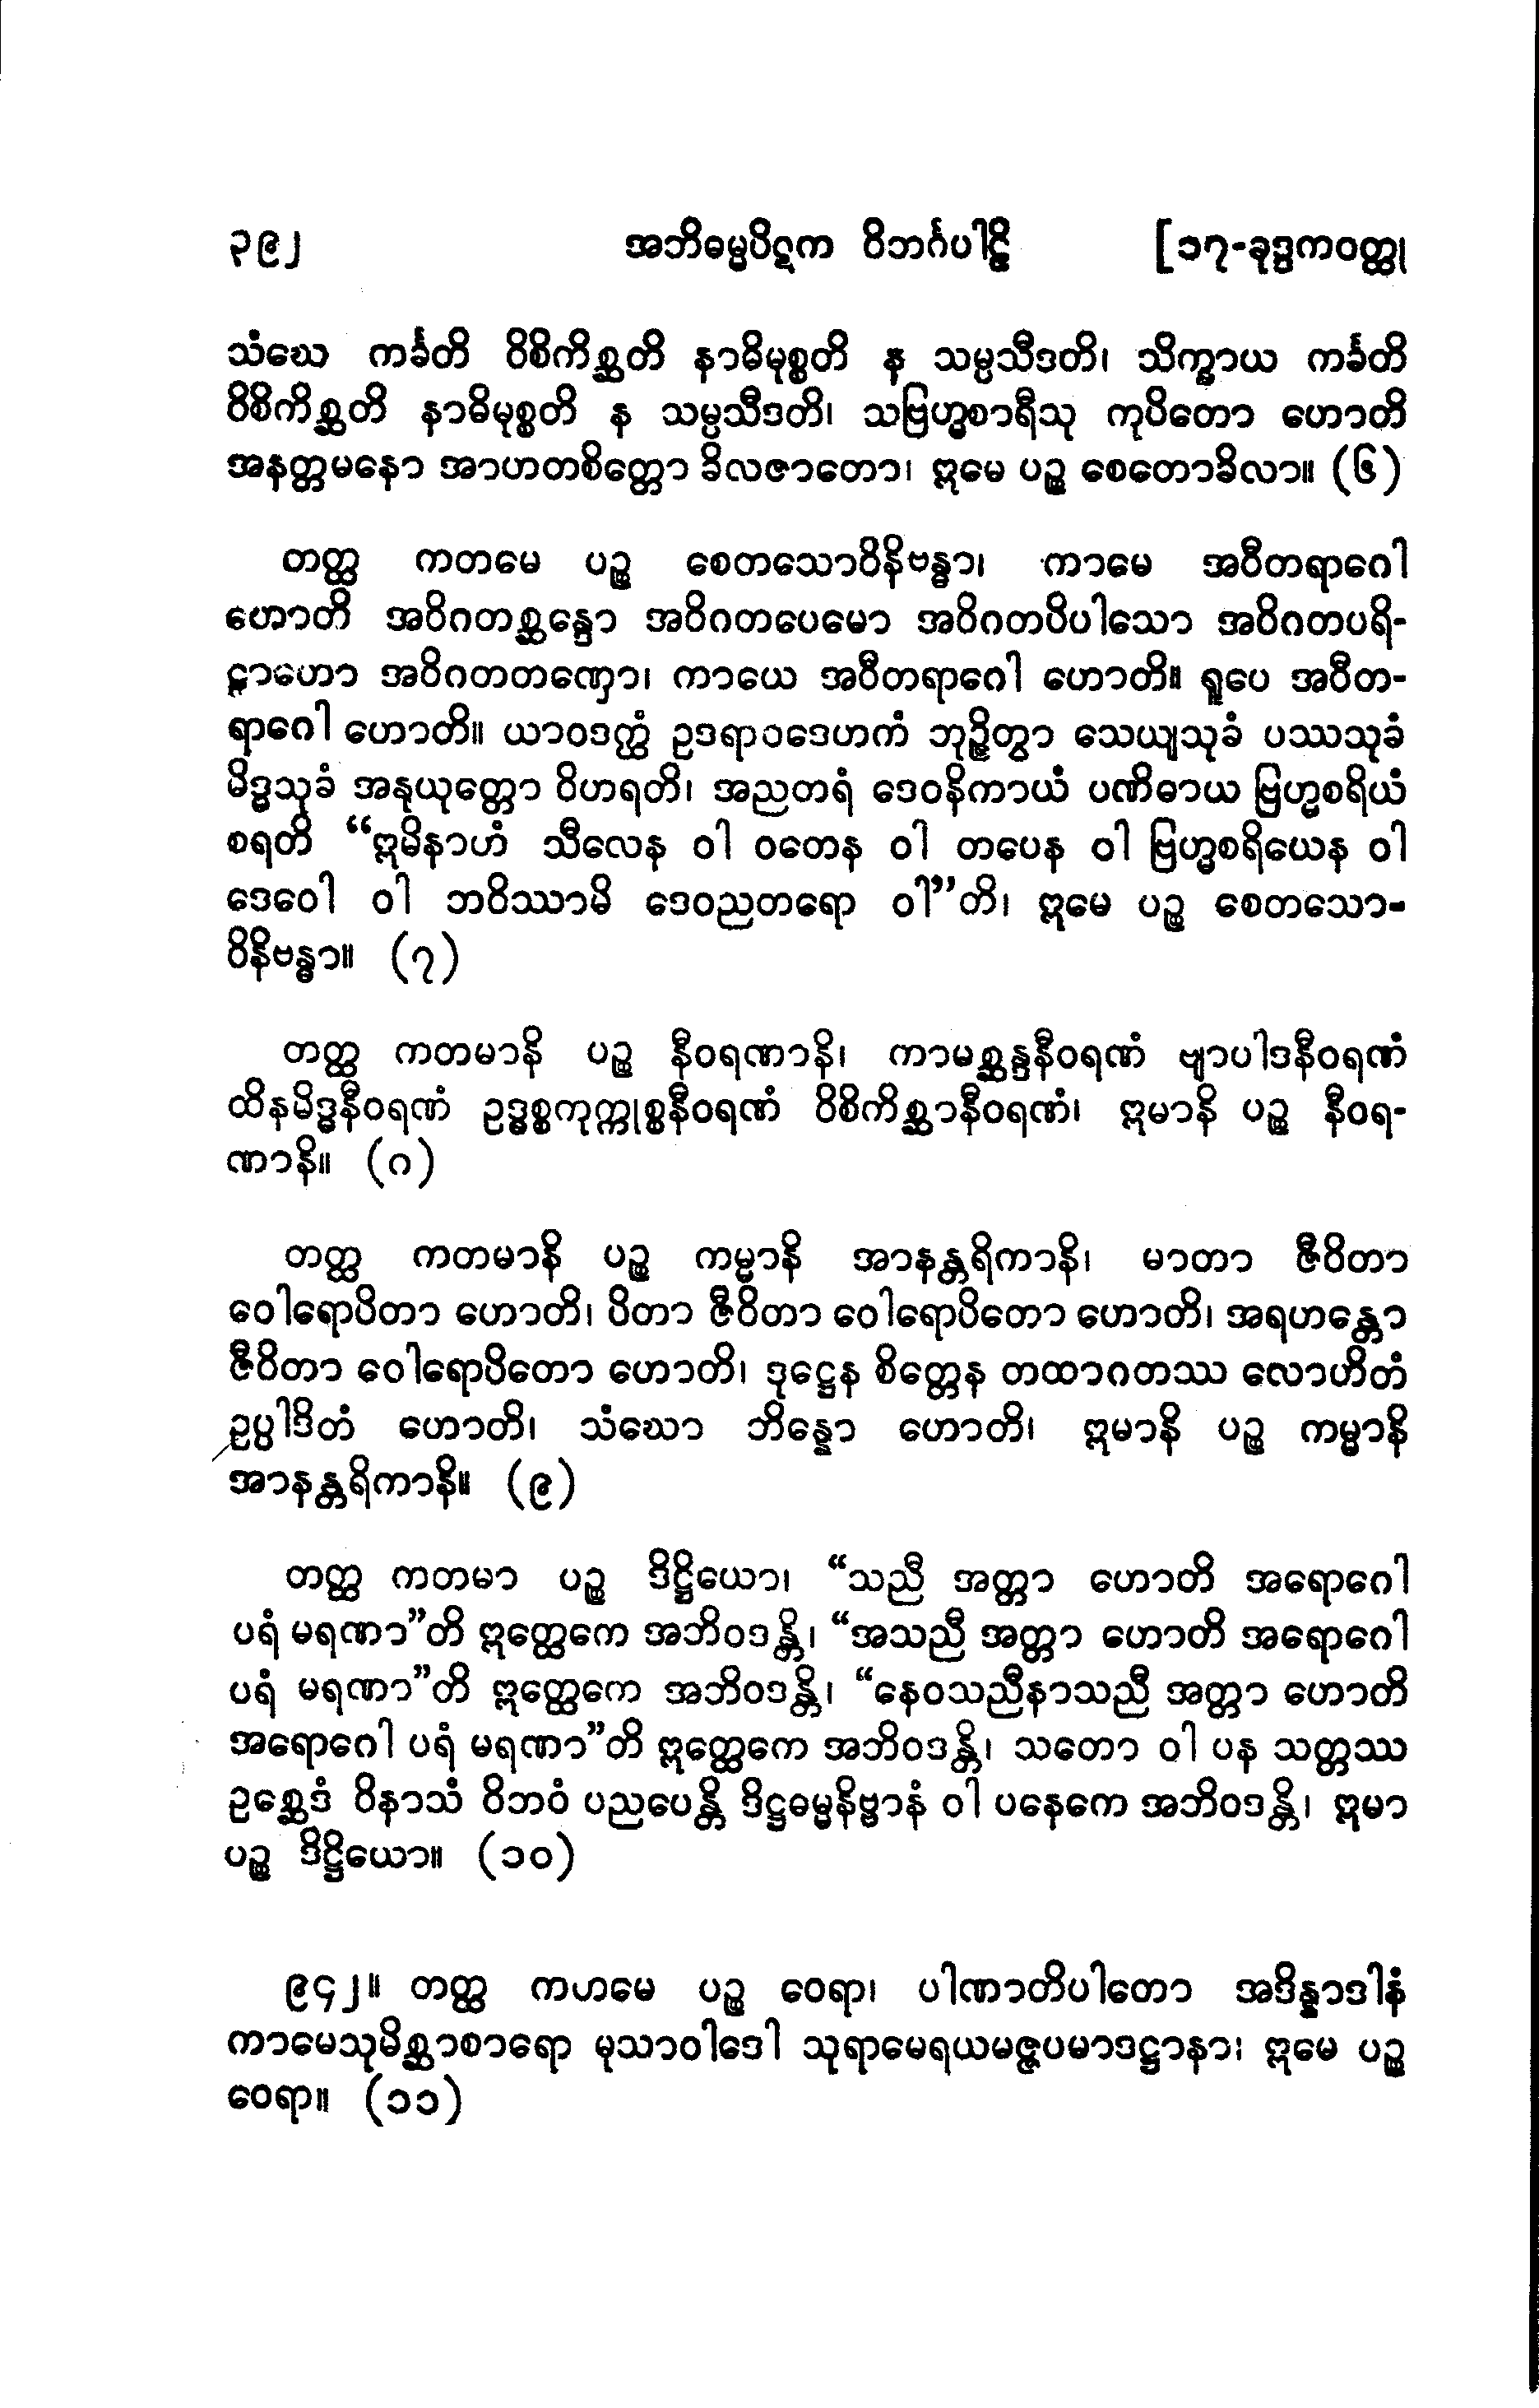 ၃၉၂ အဘိဓမ္မပိဋက ဝိဘင်္ဂပါဠိ [၁၇-ခုဒ္ဒကဝတ္ထု
သံဃေ ကင်္ခတိ ဝိစိကိစ္ဆတိ နာဓိမုစ္စတိ န သမ္ပသီဒတိ၊ သိက္ခာယ ကင်္ခတိ
ဝိစိကိစ္ဆတိ နာဓိမုစ္စတိ န သမ္ပသီဒတိ၊ သဗြဟ္မစာရီသု ကုပိတော ဟောတိ
အနတ္တမနော အာဟတစိတ္တော ခိလဇာတော၊ ဣမေ ပဉ္စ စေတောခိလာ။ (၆)
တတ္ထ ကတမေ ပဉ္စ စေတသောဝိနိဗန္ဓာ၊ ကာမေ အဝီတရာဂေါ
ဟောတိ အဝိဂတစ္ဆန္ဒော အဝိဂတပေမော အဝိဂတပိပါသော အဝိဂတပရိ-
ဠာဟော အဝိဂတတဏှော၊ ကာယေ အဝီတရာဂေါ ဟောတိ။ ရူပေ အဝီတ-
ရာဂေါ ဟောတိ။ ယာဝဒတ္ထံ ဥဒရာဝဒေဟကံ ဘုဉ္ဇိတွာ သေယျသုခံ ပဿသုခံ
မိဒ္ဓသုခံ အနုယုတ္တော ဝိဟရတိ၊ အညတရံ ဒေဝနိကာယံ ပဏိဓာယ ဗြဟ္မစရိယံ
စရတိ “ဣမိနာဟံ သီလေန ဝါ ဝတေန ဝါ တပေန ဝါ ဗြဟ္မစရိယေန ဝါ
ဒေဝေါ ဝါ ဘဝိဿာမိ ဒေဝညတရော ဝါ”တိ၊ ဣမေ ပဉ္စ စေတသော-
ဝိနိဗန္ဓာ။ (၇)
တတ္ထ ကတမာနိ ပဉ္စ နီဝရဏာနိ၊ ကာမစ္ဆန္ဒနီဝရဏံ ဗျာပါဒနီဝရဏံ
ထိနမိဒ္ဓနီဝရဏံ ဥဒ္ဓစ္စကုက္ကုစ္စနီဝရဏံ ဝိစိကိစ္ဆာနီဝရဏံ၊ ဣမာနိ ပဉ္စ နီဝရ-
ဏာနိ။ (ဂ)
တတ္ထ ကတမာနိ ပဉ္စ ကမ္မာနိ အာနန္တရိကာနိ၊ မာတာ ဇီဝိတာ
ဝေါရောပိတာ ဟောတိ၊ ပိတာ ဇီဝိတာ ဝေါရောပိတော ဟောတိ၊ အရဟန္တော
ဇီဝိတာ ဝေါရောပိတော ဟောတိ၊ ဒုဋ္ဌေန စိတ္တေန တထာဂတဿ လောဟိတံ
ဥပ္ပါဒိတံ ဟောတိ၊ သံဃော ဘိန္နော ဟောတိ၊ ဣမာနိ ပဉ္စ ကမ္မာနိ
အာနန္တရိကာနိ။ (၉)
တတ္ထ ကတမာ ပဉ္စ ဒိဋ္ဌိယော၊ “သညီ အတ္တာ ဟောတိ အရောဂေါ
ပရံ မရဏာ”တိ ဣတ္ထေကေ အဘိဝဒန္တိ၊ “အသညီ အတ္တာ ဟောတိ အရောဂေါ
ပရံ မရဏာ”တိ ဣတ္ထေကေ အဘိဝဒန္တိ၊ “နေဝသညီနာသညီ အတ္တာ ဟောတိ
အရောဂေါ ပရံ မရဏာ”တိ ဣတ္ထေကေ အဘိဝဒန္တိ၊ သတော ဝါ ပန သတ္တဿ
ဥစ္ဆေဒံ ဝိနာသံ ဝိဘဝံ ပညပေန္တိ ဒိဋ္ဌဓမ္မနိဗ္ဗာနံ ဝါ ပနေကေ အဘိဝဒန္တိ၊ ဣမာ
ပဉ္စ ဒိဋ္ဌိယော။ (၁၀)
၉၄၂။ တတ္ထ ကဟမေ ပဉ္စ ဝေရာ၊ ပါဏာတိပါတော အဒိန္နာဒါနံ
ကာမေသုမိစ္ဆာစာရော မုသာဝါဒေါ သုရာမေရယမဇ္ဇပမာဒဋ္ဌာနာ၊ ဣမေ ပဉ္စ
ဝေရာ။ (၁၁)